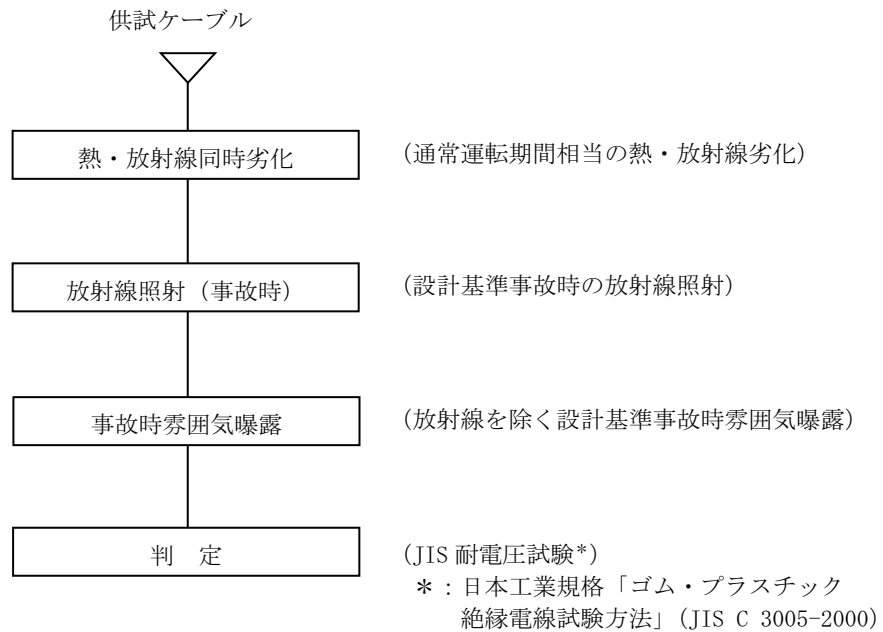 供試ケーブル
熱・放射線同時劣化
(通常運転期間相当の熱・放射線劣化)
放射線照射（事故時）
(設計基準事故時の放射線照射)
事故時雰囲気曝露
(放射線を除く設計基準事故時雰囲気曝露)
判　定
(JIS 耐電圧試験*)
＊：日本工業規格「ゴム・プラスチック
絶縁電線試験方法」(JIS C 3005-2000)